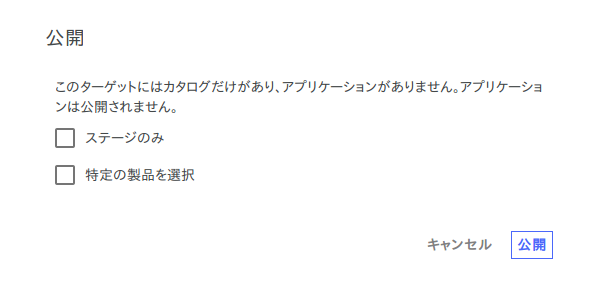 公開
このターゲットにはカタログだけがあり、アプリケーションがありません。アプリケーショ
ンは公開されません。
ステージのみ
特定の製品を選択
キャンセル 公開